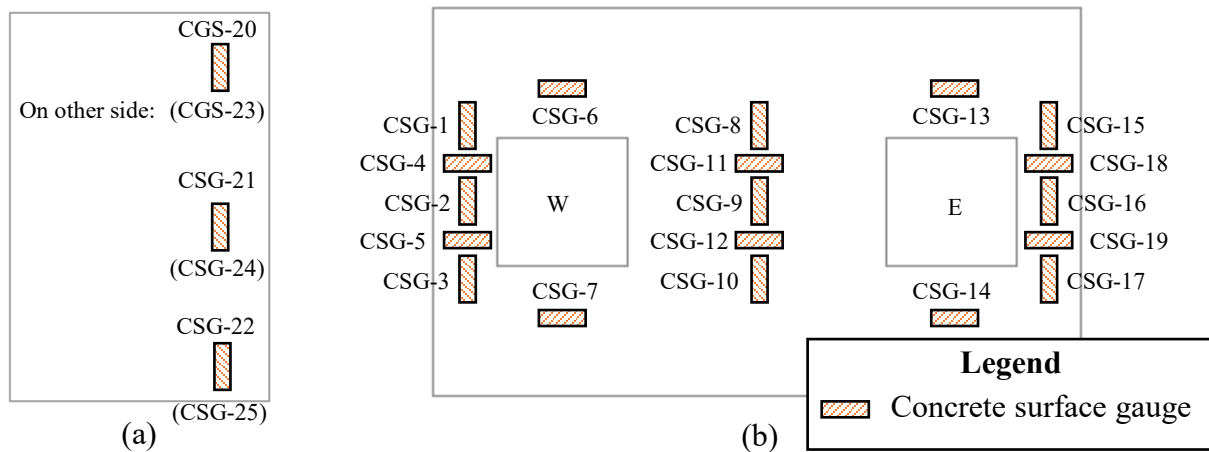 CGS-20
On other side: (CGS-23)
CSG-21
(CSG-24)
CSG-22
(CSG-25)
(a)
CSG-6
CSG-13
CSG-1
CSG-8
CSG-15
CSG-4
CSG-11
CSG-18
CSG-2
W
CSG-9
E
CSG-16
CSG-5
CSG-12
CSG-19
CSG-3
CSG-7
CSG-10
CSG-14
CSG-17
(b)
Legend
Concrete surface gauge